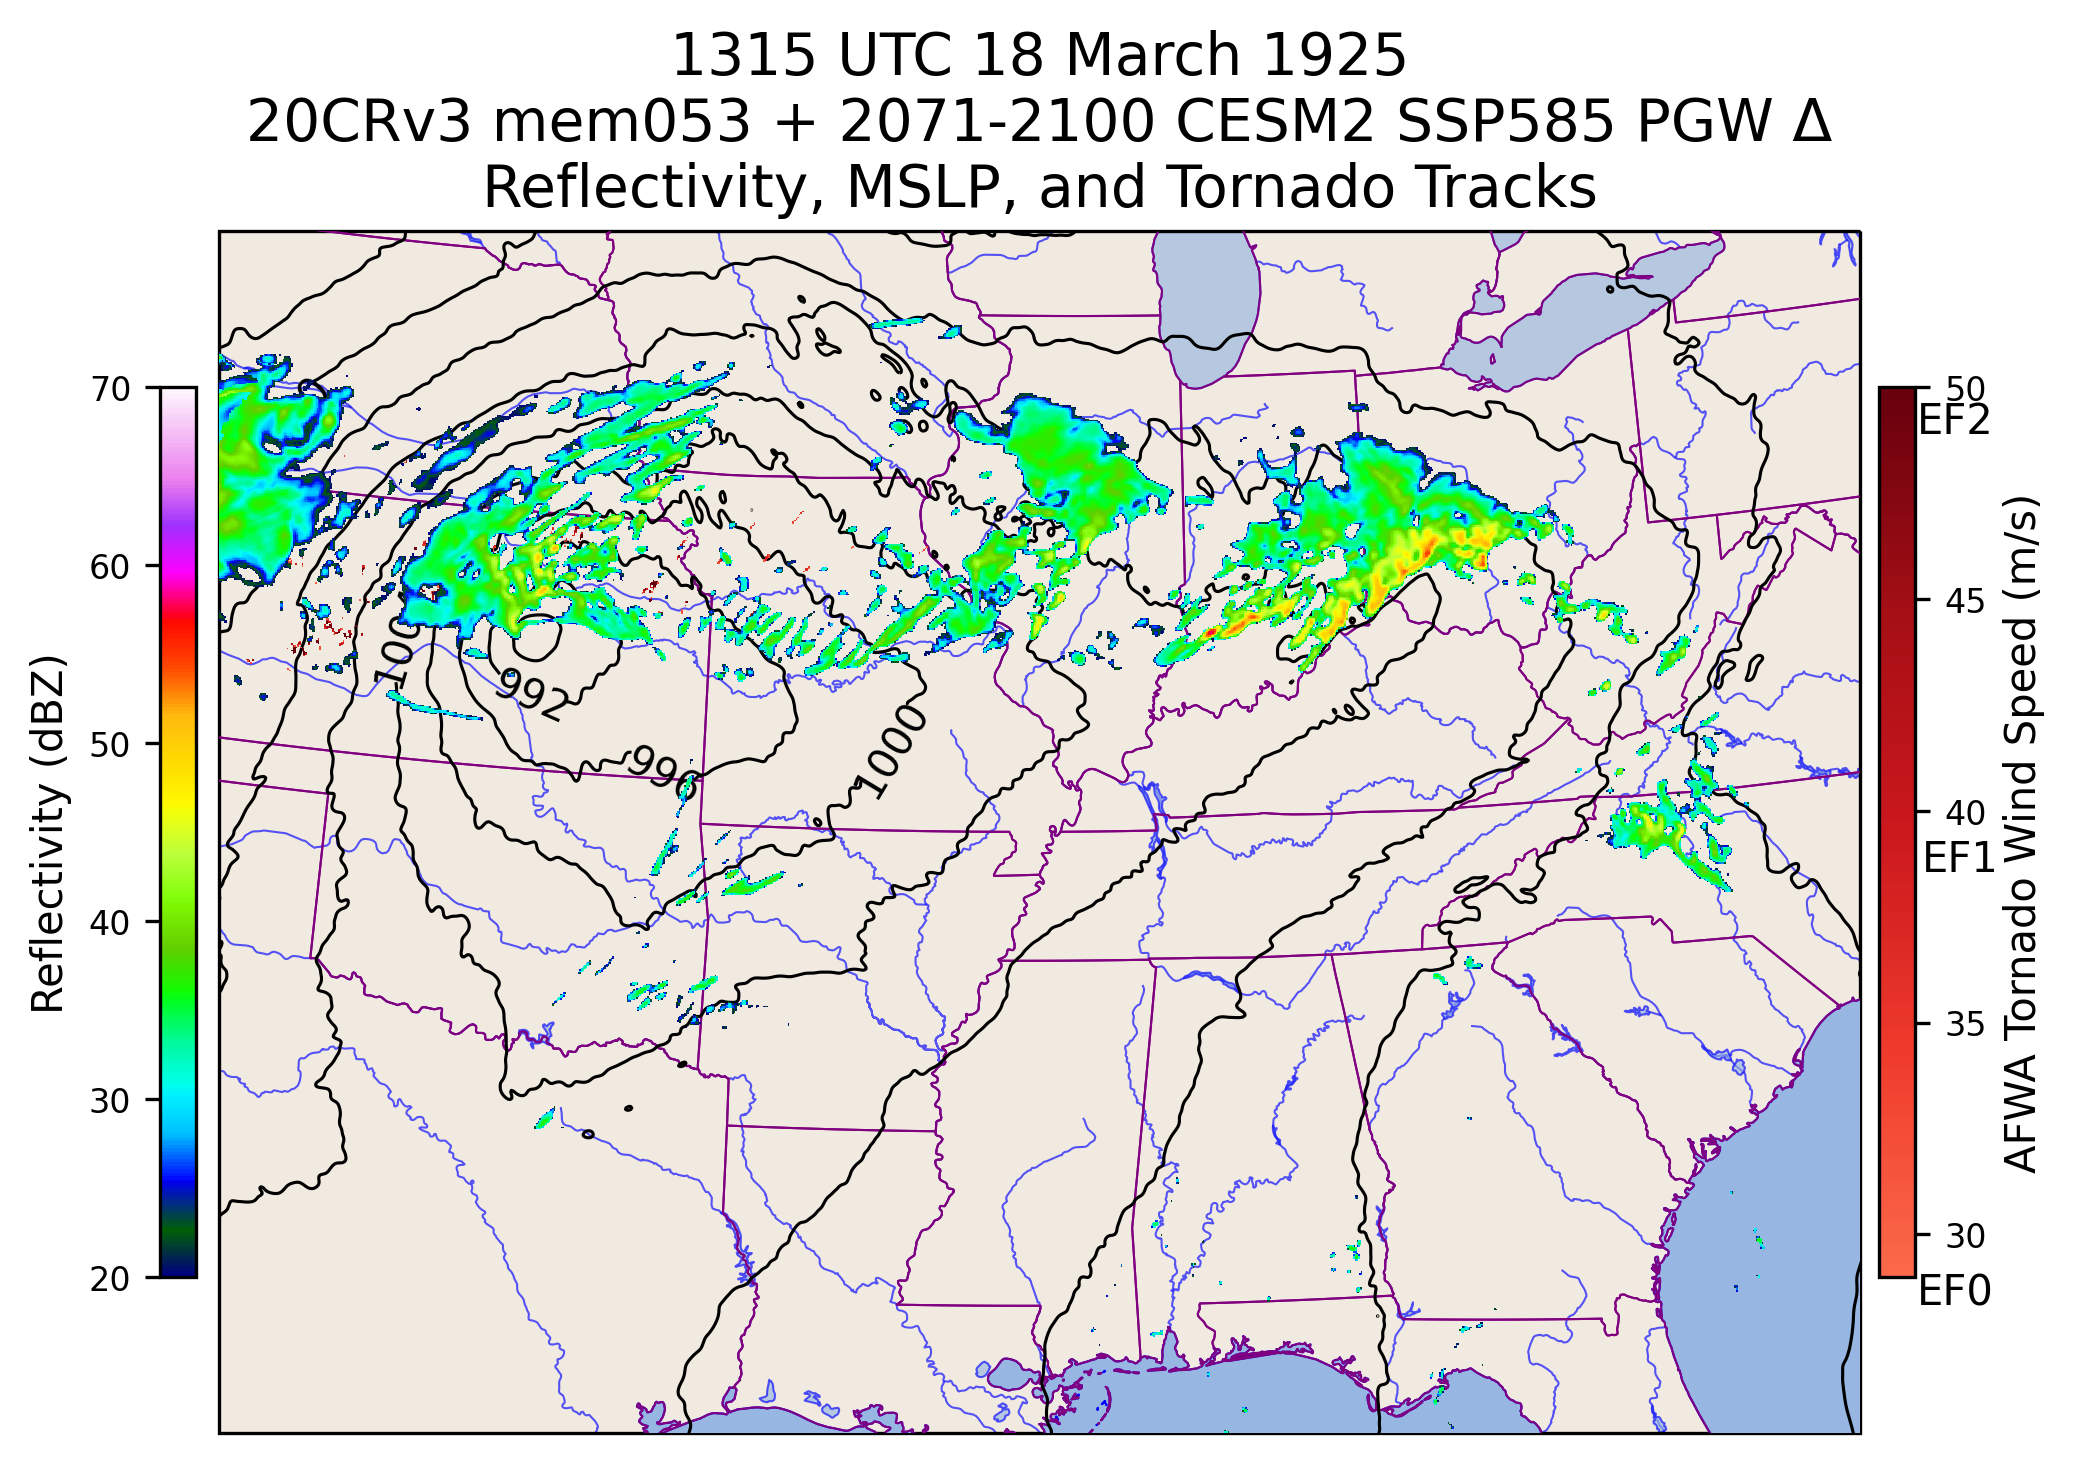 1315 UTC 18 March 1925
20CRv3 mem053 + 2071-2100 CESM2 SSP585 PGW Δ
Reflectivity, MSLP, and Tornado Tracks
Reflectivity (dBZ)
70
60
50
40
30
20
100
992
996
1000
50
EF2
45
40
EF1
35
30
EF0
AFWA Tornado Wind Speed (m/s)